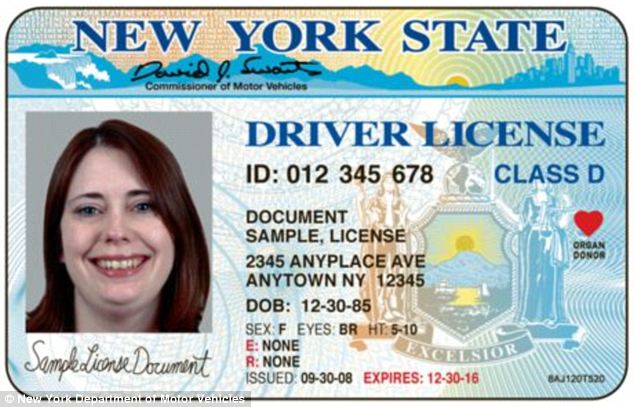 NEW YORK STATE
David J. Swarts
Commissioner of Motor Vehicles
DRIVER LICENSE
ID: 012 345 678 CLASS D
DOCUMENT
SAMPLE, LICENSE
2345 ANYPLACE AVE
ANYTOWN NY 12345
ORGAN
DONOR
DOB: 12-30-85
SEX: F EYES: BR HT: 5-10
E: NONE
R: NONE
EXCELSIOR
ISSUED: 09-30-08 EXPIRES: 12-30-16
8AJ120T520
Sample License Document
© New York Department of Motor Vehicles